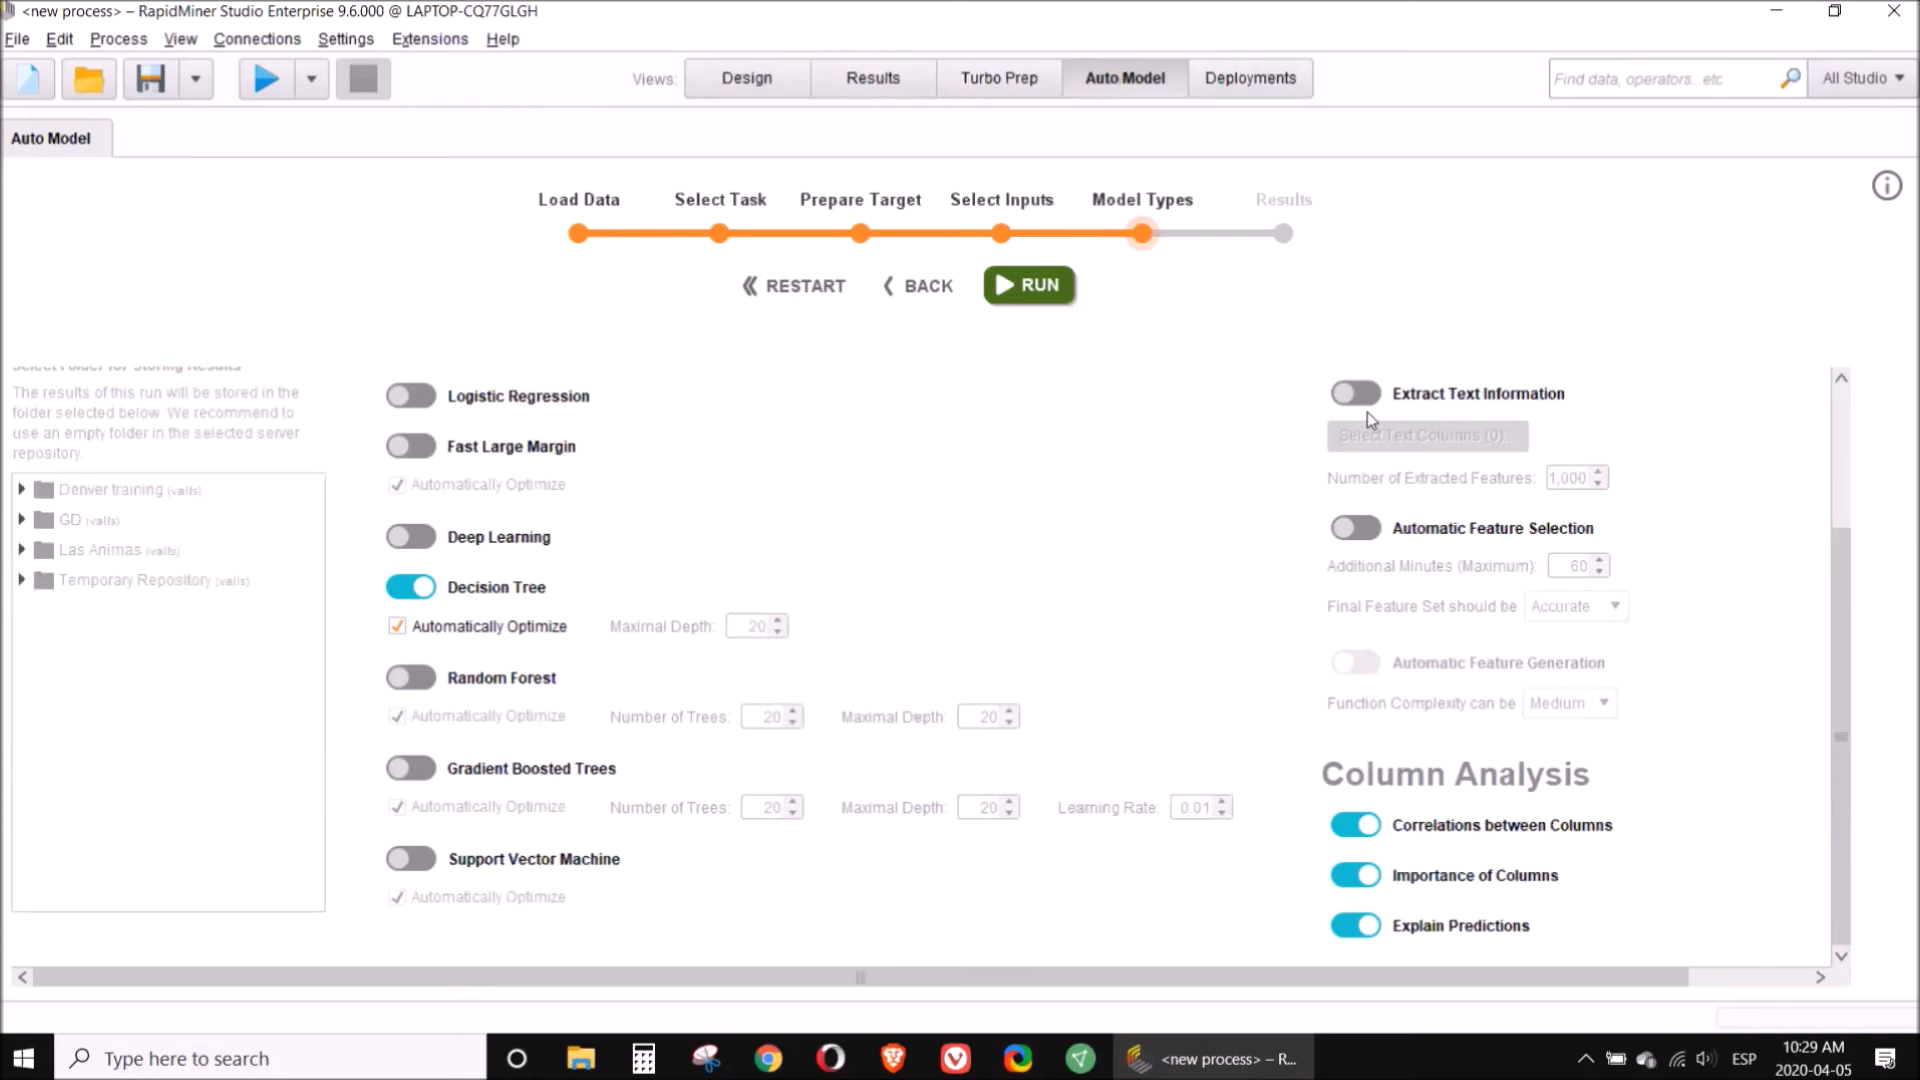 <new process> – RapidMiner Studio Enterprise 9.6.000 @ LAPTOP-CQ77GLGH
File Edit Process View Connections Settings Extensions Help
Views: Design Results Turbo Prep Auto Model Deployments
Find data, operators...etc All Studio
Auto Model
Load Data Select Task Prepare Target Select Inputs Model Types Results
RESTART BACK RUN
Select Folder for Storing Results
The results of this run will be stored in the
folder selected below. We recommend to
use an empty folder in the selected server
repository.
Denver training (valls)
GD (valls)
Las Animas (valls)
Temporary Repository (valls)
Logistic Regression
Fast Large Margin
Automatically Optimize
Deep Learning
Decision Tree
Automatically Optimize Maximal Depth: 20
Random Forest
Automatically Optimize Number of Trees: 20 Maximal Depth: 20
Gradient Boosted Trees
Automatically Optimize Number of Trees: 20 Maximal Depth: 20 Learning Rate: 0.01
Support Vector Machine
Automatically Optimize
Extract Text Information
Select Text Columns (0)...
Number of Extracted Features: 1,000
Automatic Feature Selection
Additional Minutes (Maximum): 60
Final Feature Set should be Accurate
Automatic Feature Generation
Function Complexity can be Medium
Column Analysis
Correlations between Columns
Importance of Columns
Explain Predictions
Type here to search
<new process> – R...
ESP
10:29 AM
2020-04-05